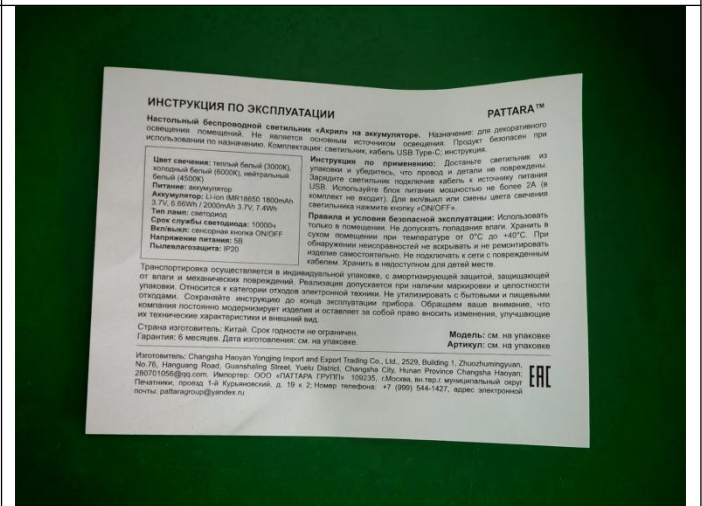 ИНСТРУКЦИЯ ПО ЭКСПЛУАТАЦИИ
PATTARA™
Настольный беспроводной светильник «Акрил» на аккумуляторе. Назначение: для декоративного
освещения помещений. Не является основным источником освещения. Продукт безопасен при
использовании по назначению. Комплектация: светильник, кабель USB Type-C; инструкция.
Цвет свечения: теплый белый (3000К),
холодный белый (6000К), нейтральный
белый (4500К)
Питание: аккумулятор
Аккумулятор: Li-ion IMR18650 1800mAh
3.7V, 6.66Wh / 2000mAh 3.7V, 7.4Wh
Тип ламп: светодиод
Срок службы светодиода: 10000ч
Вкл/выкл: сенсорная кнопка ON/OFF
Напряжение питания: 5В
Пылевлагозащита: IP20
Инструкция по применению: Достаньте светильник из
упаковки и убедитесь, что провод и детали не повреждены.
Зарядите светильник подключив кабель к источнику питания
USB. Используйте блок питания мощностью не более 2А (в
комплект не входит). Для вкл/выкл или смены цвета свечения
светильника нажмите кнопку «ON/OFF».
Правила и условия безопасной эксплуатации: Использовать
только в помещении. Не допускать попадания влаги. Хранить в
сухом помещении при температуре от 0°С до +40°С. При
обнаружении неисправностей не вскрывать и не ремонтировать
изделие самостоятельно. Не подключать к сети с поврежденным
кабелем. Хранить в недоступном для детей месте.
Транспортировка осуществляется в индивидуальной упаковке, с амортизирующей защитой, защищающей
от влаги и механических повреждений. Реализация допускается при наличии маркировки и целостности
упаковки. Относится к категории отходов электронной техники. Не утилизировать с бытовыми и пищевыми
отходами. Сохраняйте инструкцию до конца эксплуатации прибора. Обращаем ваше внимание, что
компания постоянно модернизирует изделия и оставляет за собой право вносить изменения, улучшающие
их технические характеристики и внешний вид.
Страна изготовитель: Китай. Срок годности не ограничен.
Гарантия: 6 месяцев. Дата изготовления: см. на упаковке.
Модель: см. на упаковке
Артикул: см. на упаковке
Изготовитель: Changsha Haoyan Yongjing Import and Export Trading Co., Ltd., 2529, Building 1, Zhuozhumingyuan,
No.76, Hanguang Road, Guanshaling Street, Yuelu District, Changsha City, Hunan Province Changsha Haoyan;
280701056@qq.com. Импортер: ООО «ПАТТАРА ГРУПП» 109235, г.Москва, вн.тер.г. муниципальный округ
Печатники, проезд 1-й Курьяновский, д. 19 к 2; Номер телефона: +7 (999) 544-1427, адрес электронной
почты: pattaragroup@yandex.ru
EAC